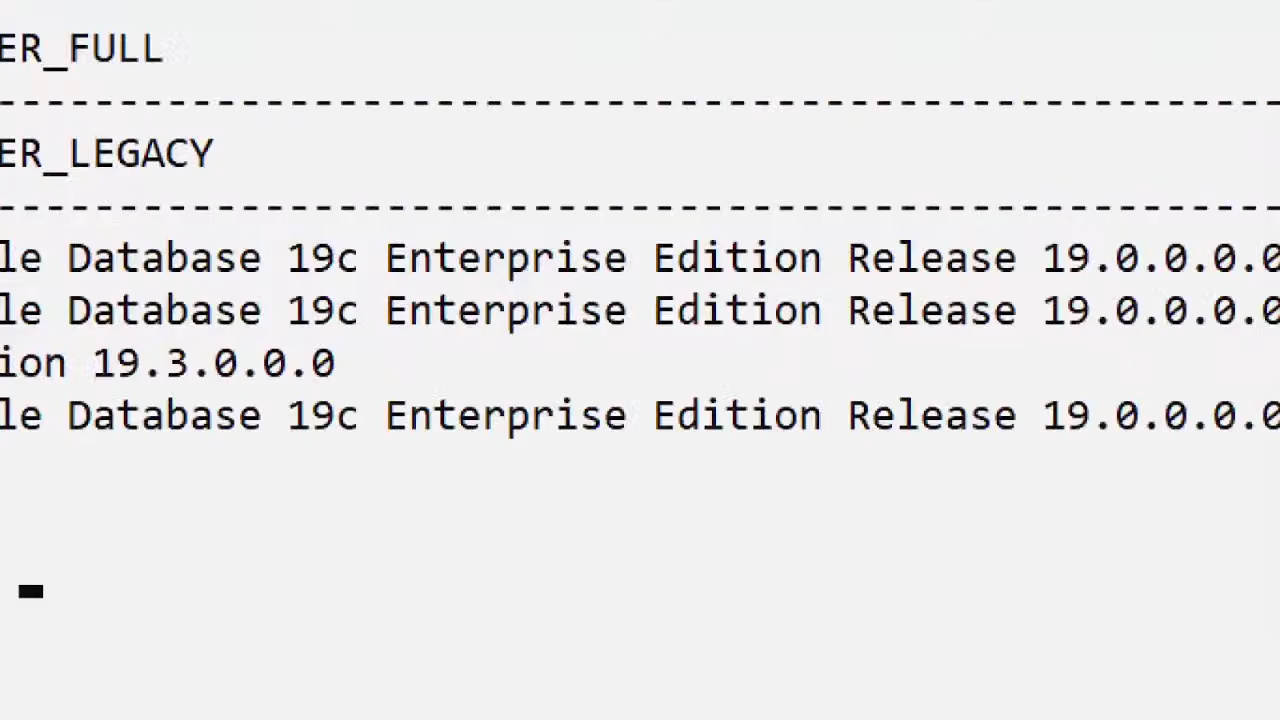 ER_FULL
--------------------------------------------------
ER_LEGACY
--------------------------------------------------
le Database 19c Enterprise Edition Release 19.0.0.0.0
le Database 19c Enterprise Edition Release 19.0.0.0.0
ion 19.3.0.0.0
le Database 19c Enterprise Edition Release 19.0.0.0.0